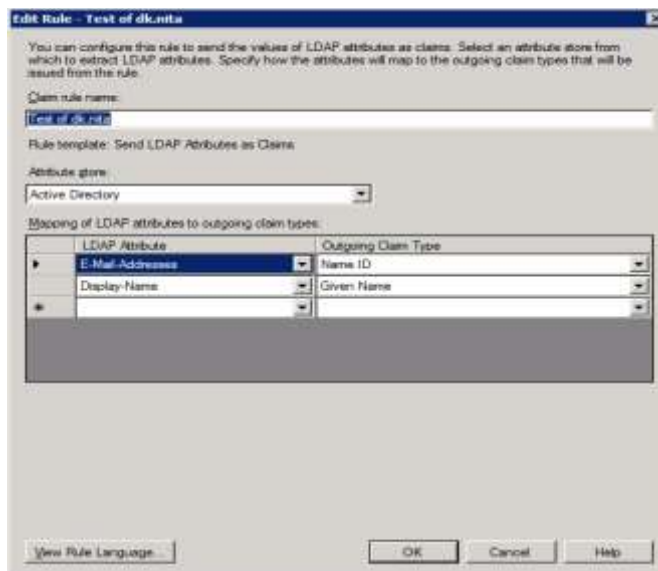 Edit Rule - Test of dk.nita
You can configure this rule to send the values of LDAP attributes as claims. Select an attribute store from
which to extract LDAP attributes. Specify how the attributes will map to the outgoing claim types that will be
issued from the rule.
Claim rule name:
Test of dk.nita
Rule template: Send LDAP Attributes as Claims
Attribute store:
Active Directory
Mapping of LDAP attributes to outgoing claim types:
LDAP Attribute Outgoing Claim Type
E-Mail-Addresses Name ID
Display-Name Given Name
View Rule Language... OK Cancel Help